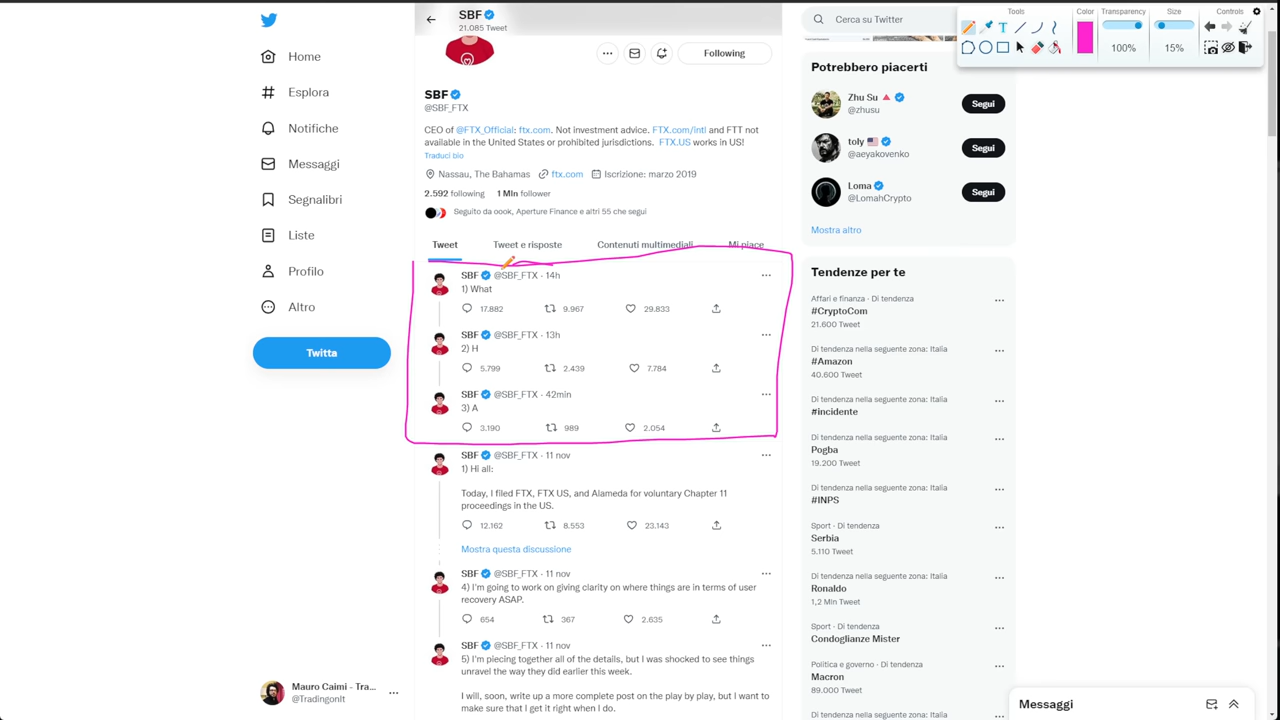 Home
Esplora
Notifiche
Messaggi
Segnalibri
Liste
Profilo
Altro
Twitta
Mauro Caimi - Tra...
@TradingonIt
SBF
21.085 Tweet
Following
SBF
@SBF_FTX
CEO of @FTX_Official: ftx.com. Not investment advice. FTX.com/intl and FTT not
available in the United States or prohibited jurisdictions. FTX.US works in US!
Traduci bio
Nassau, The Bahamas ftx.com Iscrizione: marzo 2019
2.592 following 1 Mln follower
Seguito da oook, Aperture Finance e altri 55 che segui
Tweet Tweet e risposte Contenuti multimediali Mi piace
SBF @SBF_FTX · 14h
1) What
17.882 9.967 29.833
SBF @SBF_FTX · 13h
2) H
5.799 2.439 7.784
SBF @SBF_FTX · 42min
3) A
3.190 989 2.054
SBF @SBF_FTX · 11 nov
1) Hi all:
Today, I filed FTX, FTX US, and Alameda for voluntary Chapter 11
proceedings in the US.
12.162 8.553 23.143
Mostra questa discussione
SBF @SBF_FTX · 11 nov
4) I'm going to work on giving clarity on where things are in terms of user
recovery ASAP.
654 367 2.635
SBF @SBF_FTX · 11 nov
5) I'm piecing together all of the details, but I was shocked to see things
unravel the way they did earlier this week.
I will, soon, write up a more complete post on the play by play, but I want to
make sure that I get it right when I do.
Cerca su Twitter
Tools Color Transparency Size Controls
T
100% 15%
Potrebbero piacerti
Zhu Su
@zhusu
Segui
toly
@aeyakovenko
Segui
Loma
@LomahCrypto
Segui
Mostra altro
Tendenze per te
Affari e finanza · Di tendenza
#CryptoCom
21.600 Tweet
Di tendenza nella seguente zona: Italia
#Amazon
40.600 Tweet
Di tendenza nella seguente zona: Italia
#incidente
Di tendenza nella seguente zona: Italia
Pogba
19.200 Tweet
Di tendenza nella seguente zona: Italia
#INPS
Sport · Di tendenza
Serbia
5.110 Tweet
Di tendenza nella seguente zona: Italia
Ronaldo
1,2 Mln Tweet
Sport · Di tendenza
Condoglianze Mister
Politica e governo · Di tendenza
Macron
89.000 Tweet
Messaggi